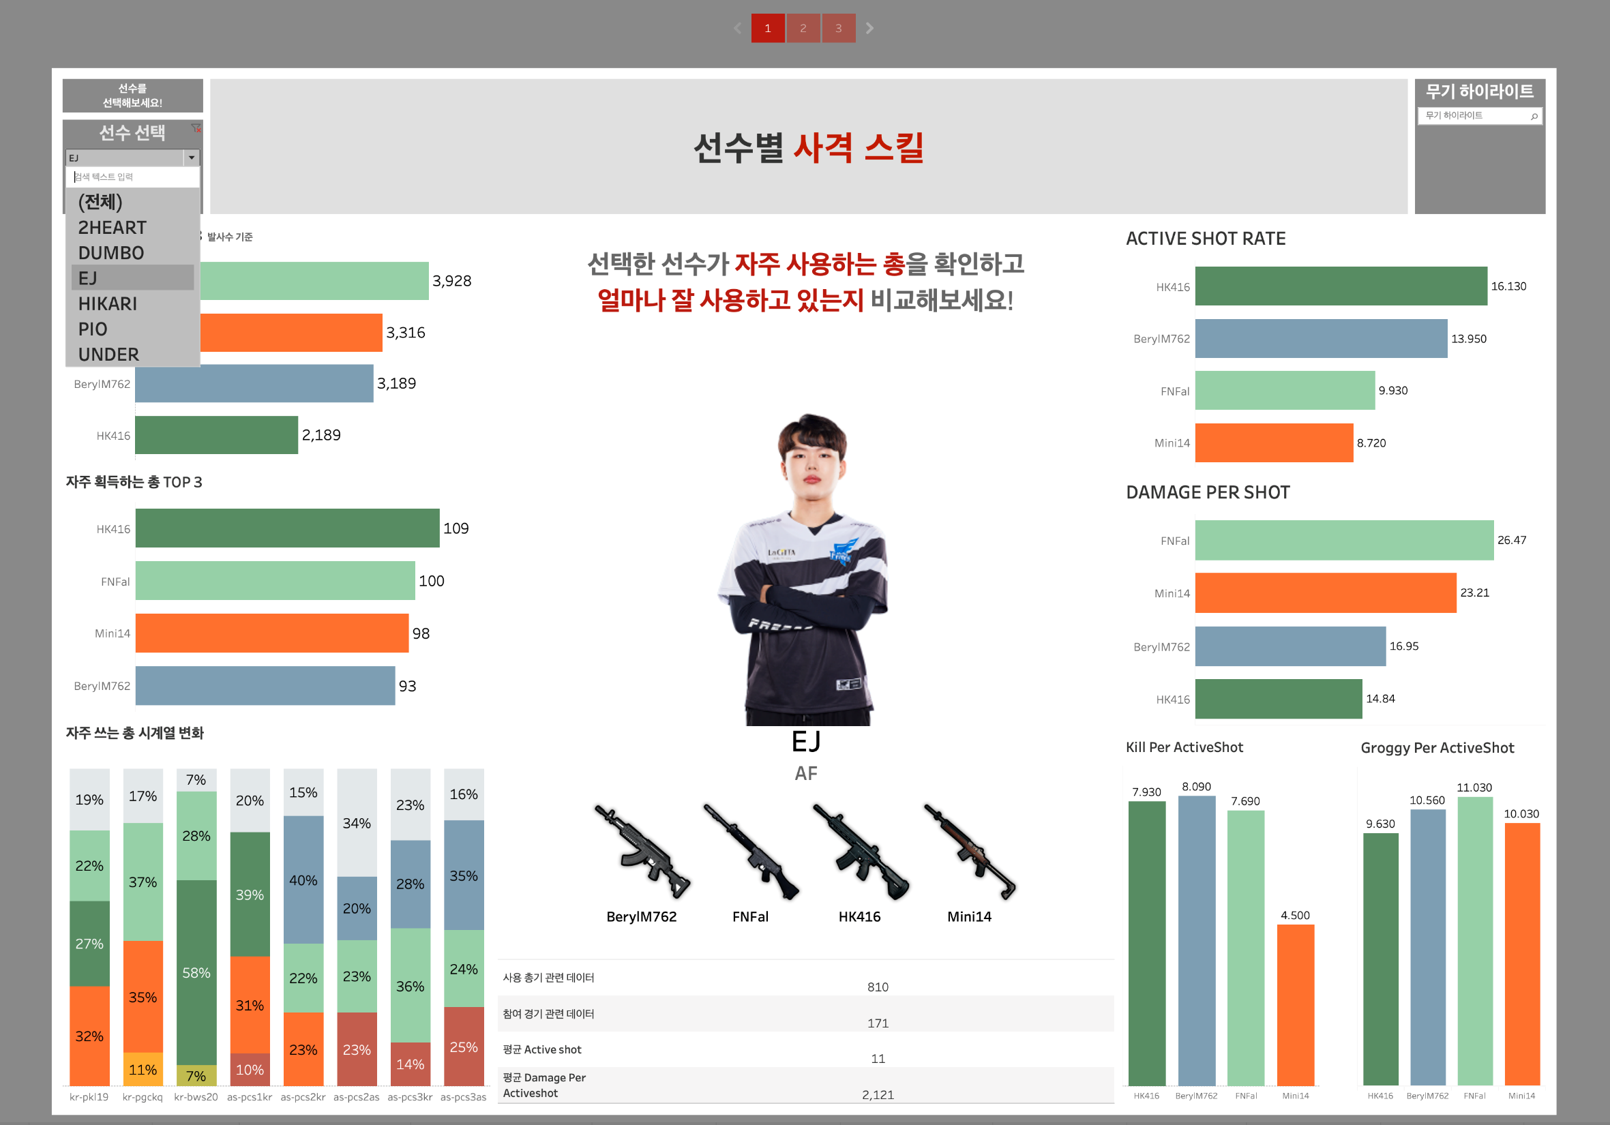 1 2 3
선수를
선택해보세요!
선수 선택
EJ
검색 텍스트 입력
(전체)
2HEART
DUMBO
EJ
HIKARI
PIO
UNDER
선수별 사격 스킬
무기 하이라이트
무기 하이라이트
발사수 기준
3,928
3,316
BerylM762 3,189
HK416 2,189
자주 획득하는 총 TOP 3
HK416 109
FNFal 100
Mini14 98
BerylM762 93
자주 쓰는 총 시계열 변화
19% 22% 27% 32%
17% 37% 35% 11%
7% 28% 58% 7%
20% 39% 31% 10%
15% 40% 22% 23%
34% 20% 23% 23%
23% 28% 36% 14%
16% 35% 24% 25%
kr-pkl19 kr-pgckq kr-bws20 as-pcs1kr as-pcs2kr as-pcs2as as-pcs3kr as-pcs3as
선택한 선수가 자주 사용하는 총을 확인하고
얼마나 잘 사용하고 있는지 비교해보세요!
EJ
AF
BerylM762 FNFal HK416 Mini14
사용 총기 관련 데이터 810
참여 경기 관련 데이터 171
평균 Active shot 11
평균 Damage Per
Activeshot 2,121
ACTIVE SHOT RATE
HK416 16.130
BerylM762 13.950
FNFal 9.930
Mini14 8.720
DAMAGE PER SHOT
FNFal 26.47
Mini14 23.21
BerylM762 16.95
HK416 14.84
Kill Per ActiveShot
7.930 8.090 7.690 4.500
HK416 BerylM762 FNFal Mini14
Groggy Per ActiveShot
9.630 10.560 11.030 10.030
HK416 BerylM762 FNFal Mini14